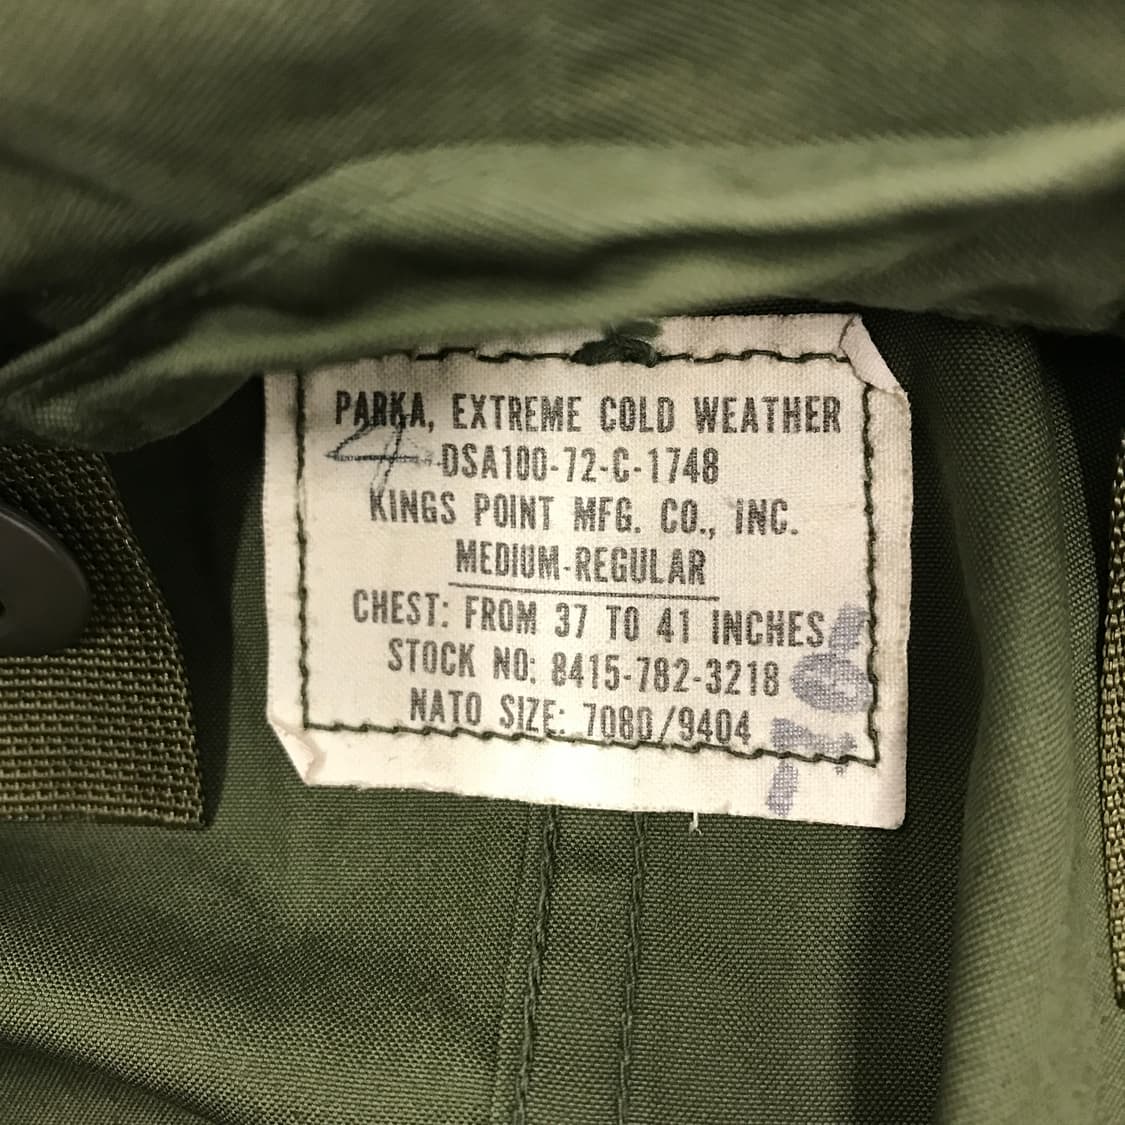 PARKA, EXTREME COLD WEATHER
4
DSA100-72-C-1748
KINGS POINT MFG. CO., INC.
MEDIUM-REGULAR
CHEST: FROM 37 TO 41 INCHES
STOCK NO: 8415-782-3218
NATO SIZE: 7080/9404